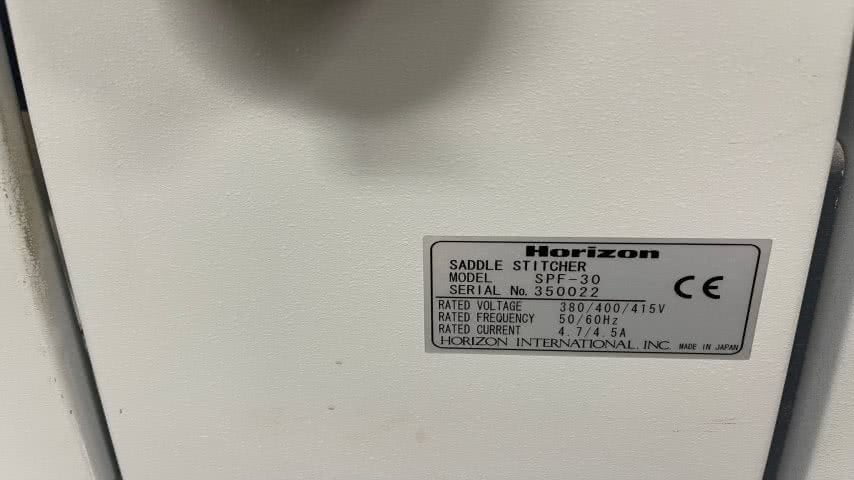 Horizon
SADDLE STITCHER
MODEL SPF-30
SERIAL No. 350022
CE
RATED VOLTAGE 380/400/415V
RATED FREQUENCY 50/60Hz
RATED CURRENT 4.7/4.5A
HORIZON INTERNATIONAL, INC. MADE IN JAPAN